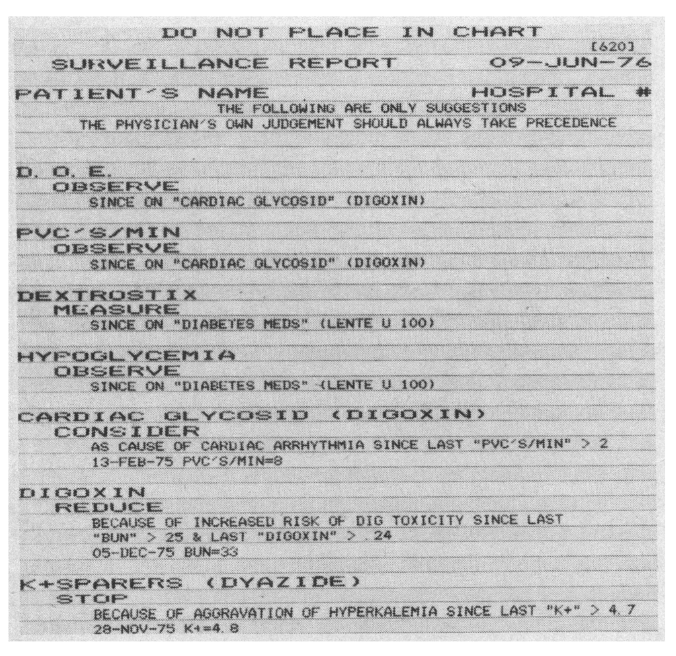 DO NOT PLACE IN CHART
[620]
SURVEILLANCE REPORT 09-JUN-76
PATIENT'S NAME HOSPITAL #
THE FOLLOWING ARE ONLY SUGGESTIONS
THE PHYSICIAN'S OWN JUDGEMENT SHOULD ALWAYS TAKE PRECEDENCE
D. O. E.
OBSERVE
SINCE ON "CARDIAC GLYCOSID" (DIGOXIN)
PVC'S/MIN
OBSERVE
SINCE ON "CARDIAC GLYCOSID" (DIGOXIN)
DEXTROSTIX
MEASURE
SINCE ON "DIABETES MEDS" (LENTE U 100)
HYPOGLYCEMIA
OBSERVE
SINCE ON "DIABETES MEDS" (LENTE U 100)
CARDIAC GLYCOSID (DIGOXIN)
CONSIDER
AS CAUSE OF CARDIAC ARRHYTHMIA SINCE LAST "PVC'S/MIN" > 2
13-FEB-75 PVC'S/MIN=8
DIGOXIN
REDUCE
BECAUSE OF INCREASED RISK OF DIG TOXICITY SINCE LAST
"BUN" > 25 & LAST "DIGOXIN" > .24
05-DEC-75 BUN=33
K+SPARERS (DYAZIDE)
STOP
BECAUSE OF AGGRAVATION OF HYPERKALEMIA SINCE LAST "K+" > 4.7
28-NOV-75 K+=4.8